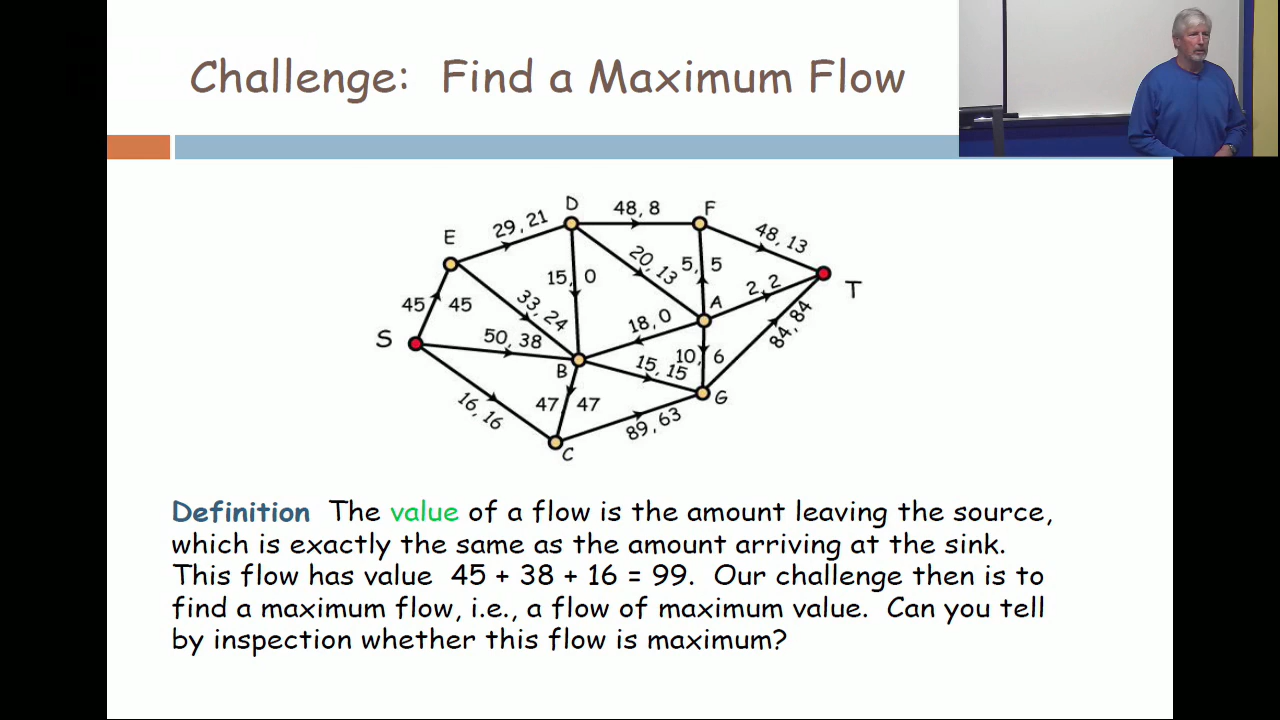 Challenge: Find a Maximum Flow
D
48, 8
F
29, 21
48, 13
E
20, 13
5, 5
15, 0
2, 2
T
45 45
33, 24
A
18, 0
84, 84
S
50, 38
B
15, 15
10, 6
G
16, 16
47 47
89, 63
C
Definition The value of a flow is the amount leaving the source,
which is exactly the same as the amount arriving at the sink.
This flow has value 45 + 38 + 16 = 99. Our challenge then is to
find a maximum flow, i.e., a flow of maximum value. Can you tell
by inspection whether this flow is maximum?